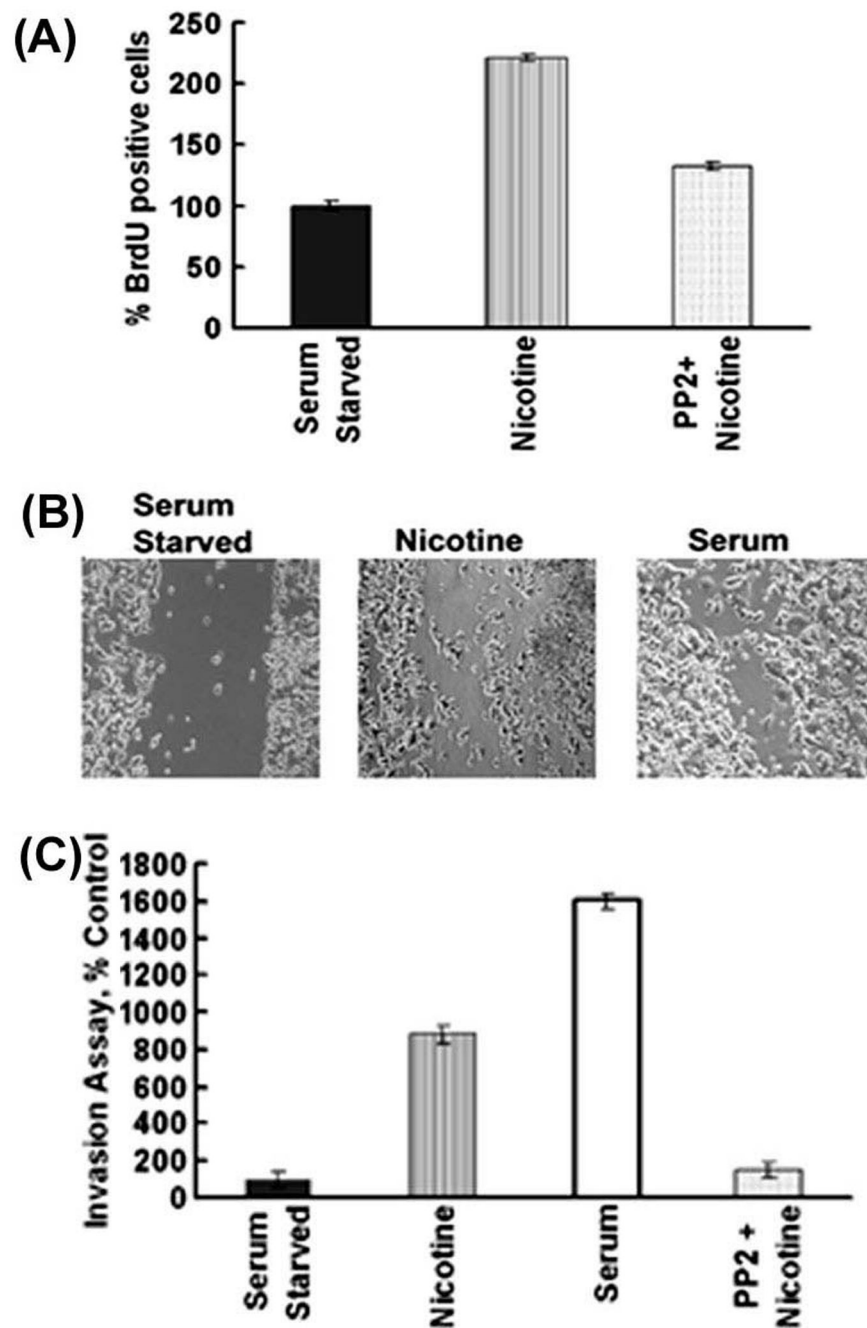 (A)
% BrdU positive cells
250
200
150
100
50
0
Serum
Starved
Nicotine
PP2+
Nicotine
(B)
Serum
Starved
Nicotine
Serum
(C)
Invasion Assay, % Control
1800
1600
1400
1200
1000
800
600
400
200
0
Serum
Starved
Nicotine
Serum
PP2 +
Nicotine